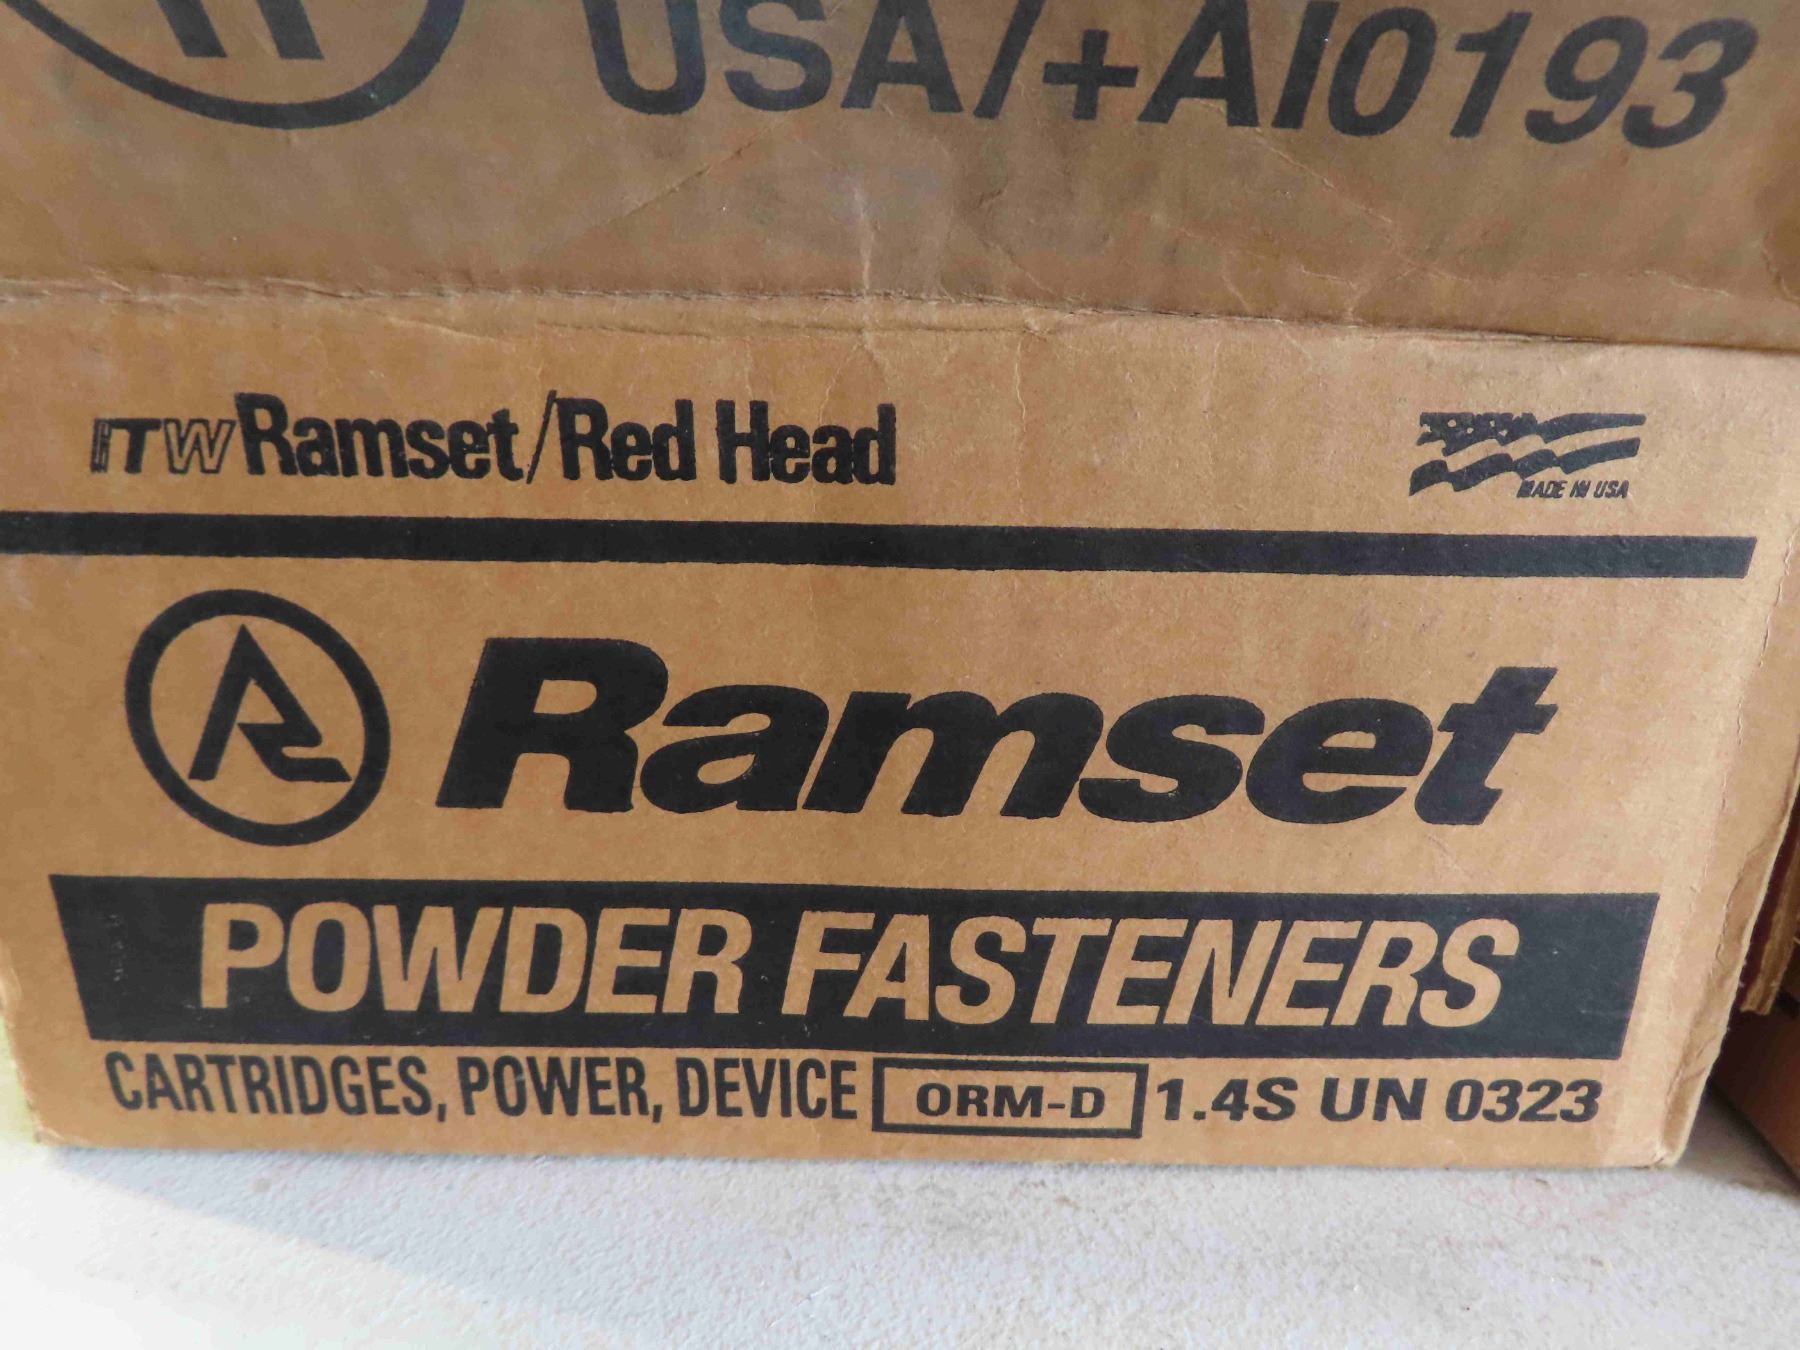 USA/+AI0193
ITW Ramset/Red Head
MADE IN USA
R Ramset
POWDER FASTENERS
CARTRIDGES, POWER, DEVICE ORM-D 1.4S UN 0323